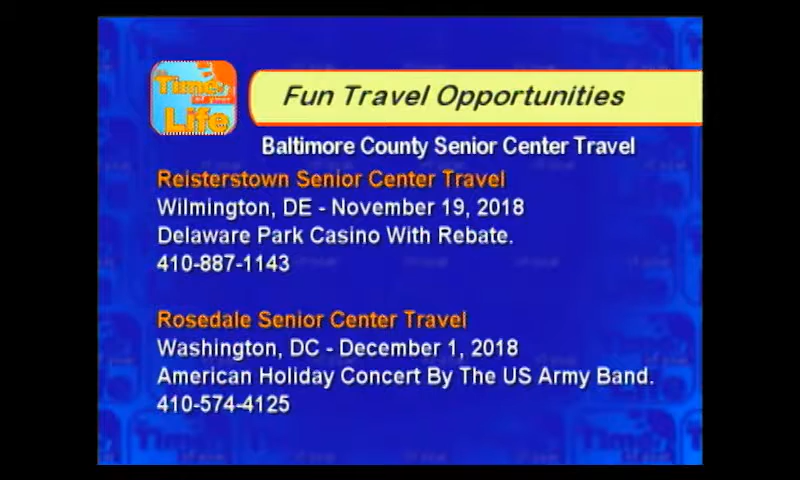 Time
Life
Fun Travel Opportunities
Baltimore County Senior Center Travel
Reisterstown Senior Center Travel
Wilmington, DE - November 19, 2018
Delaware Park Casino With Rebate.
410-887-1143
Rosedale Senior Center Travel
Washington, DC - December 1, 2018
American Holiday Concert By The US Army Band.
410-574-4125